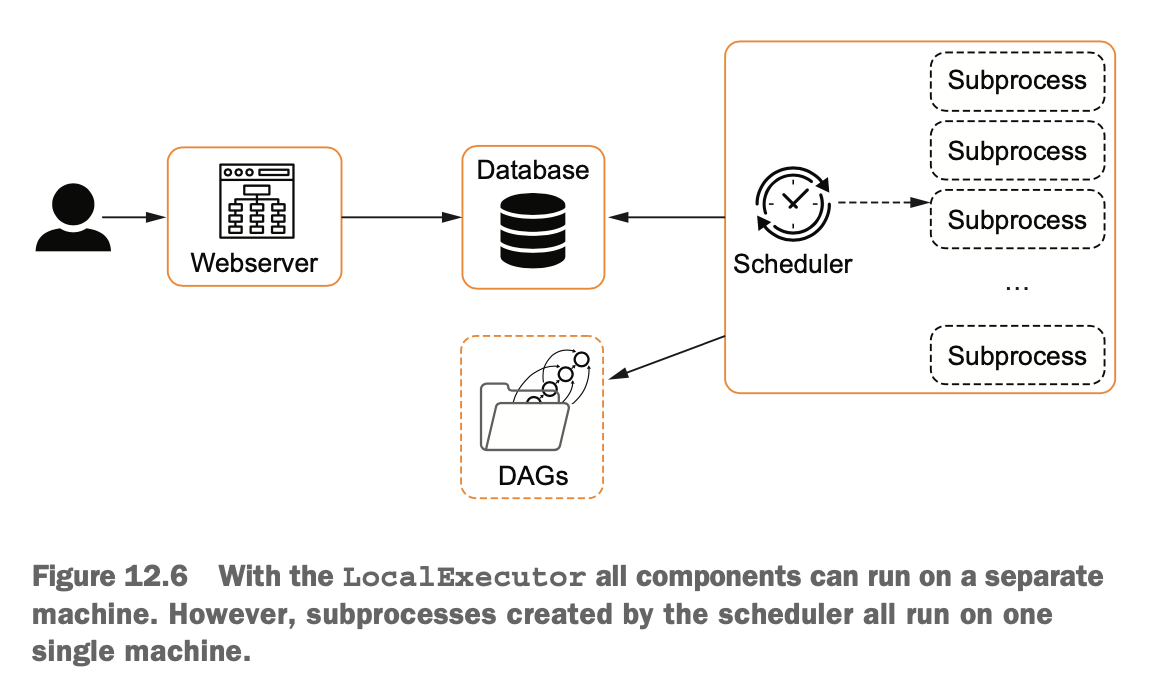 Webserver
Database
Scheduler
Subprocess
Subprocess
Subprocess
...
Subprocess
DAGs
Figure 12.6 With the LocalExecutor all components can run on a separate
machine. However, subprocesses created by the scheduler all run on one
single machine.